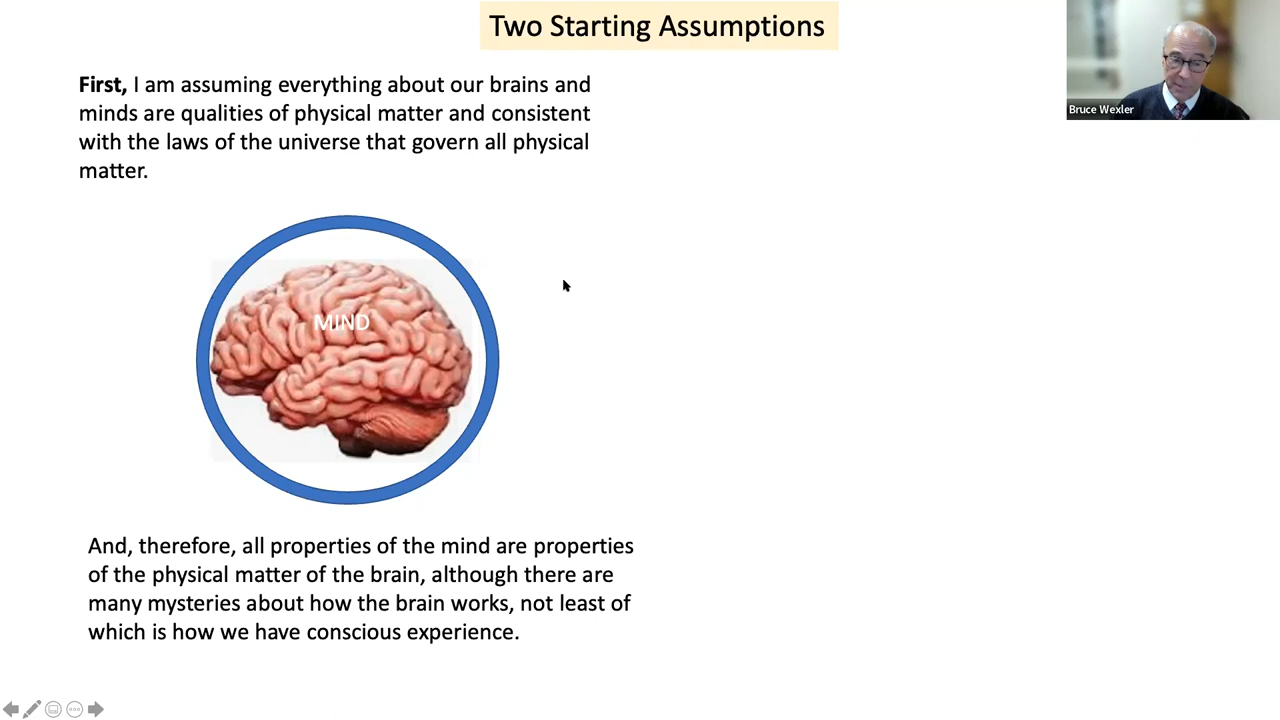 Two Starting Assumptions
Bruce Wexler
First, I am assuming everything about our brains and
minds are qualities of physical matter and consistent
with the laws of the universe that govern all physical
matter.
MIND
And, therefore, all properties of the mind are properties
of the physical matter of the brain, although there are
many mysteries about how the brain works, not least of
which is how we have conscious experience.